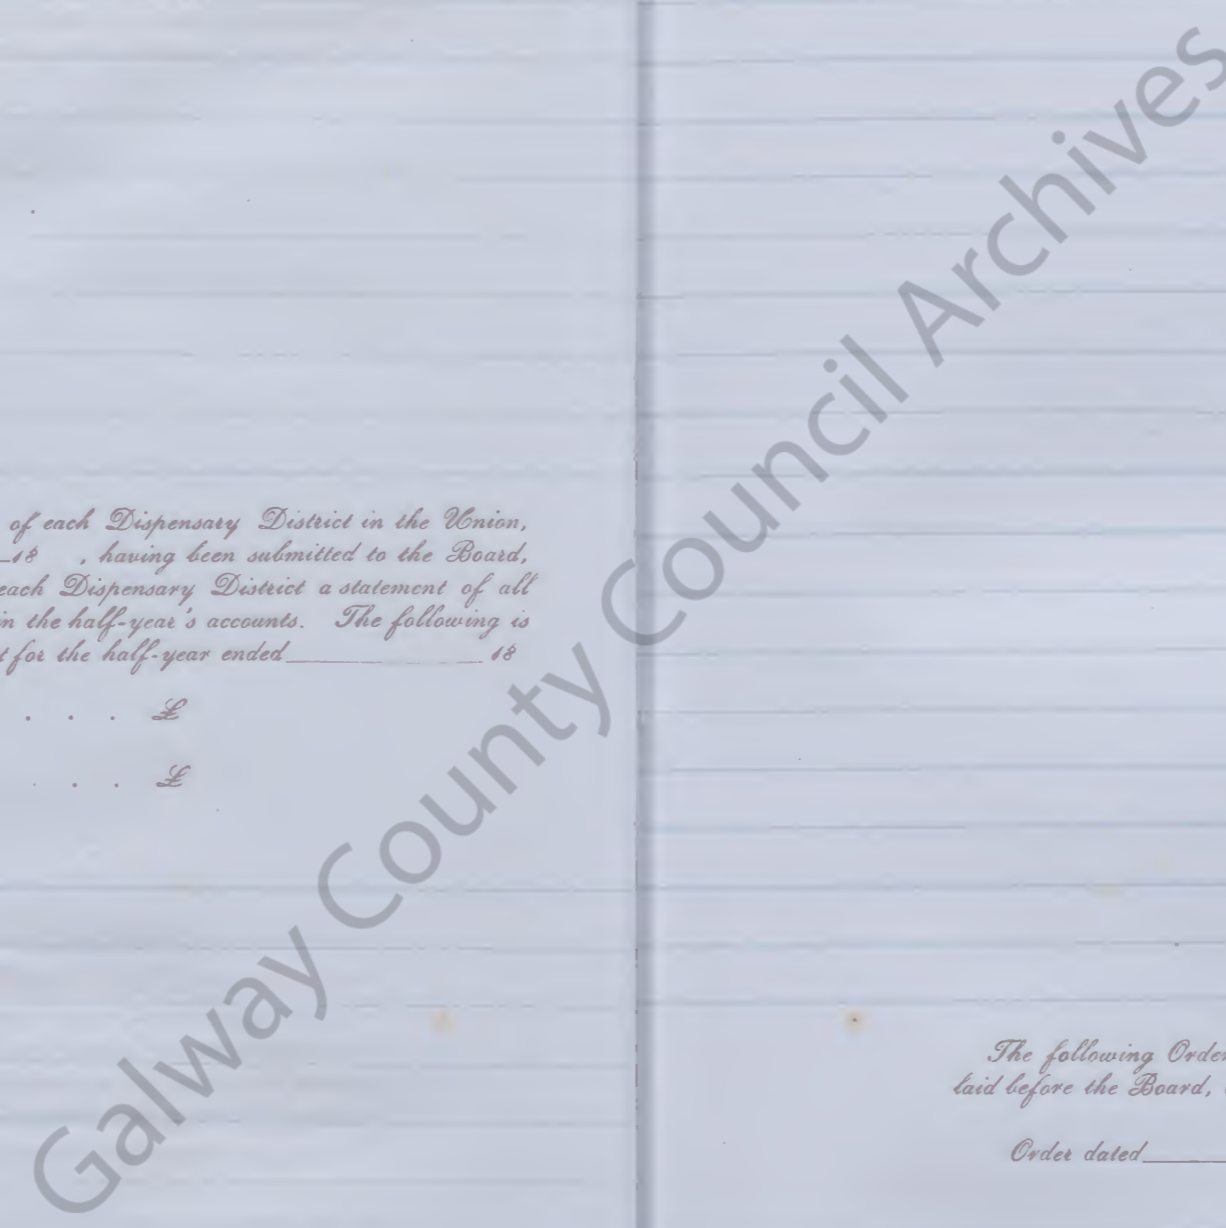 of each Dispensary District in the Union,
18 , having been submitted to the Board,
each Dispensary District a statement of all
in the half-year's accounts. The following is
for the half-year ended 18
. . . £
. . . £
The following Order
laid before the Board,
Order dated
Galway County Council Archives